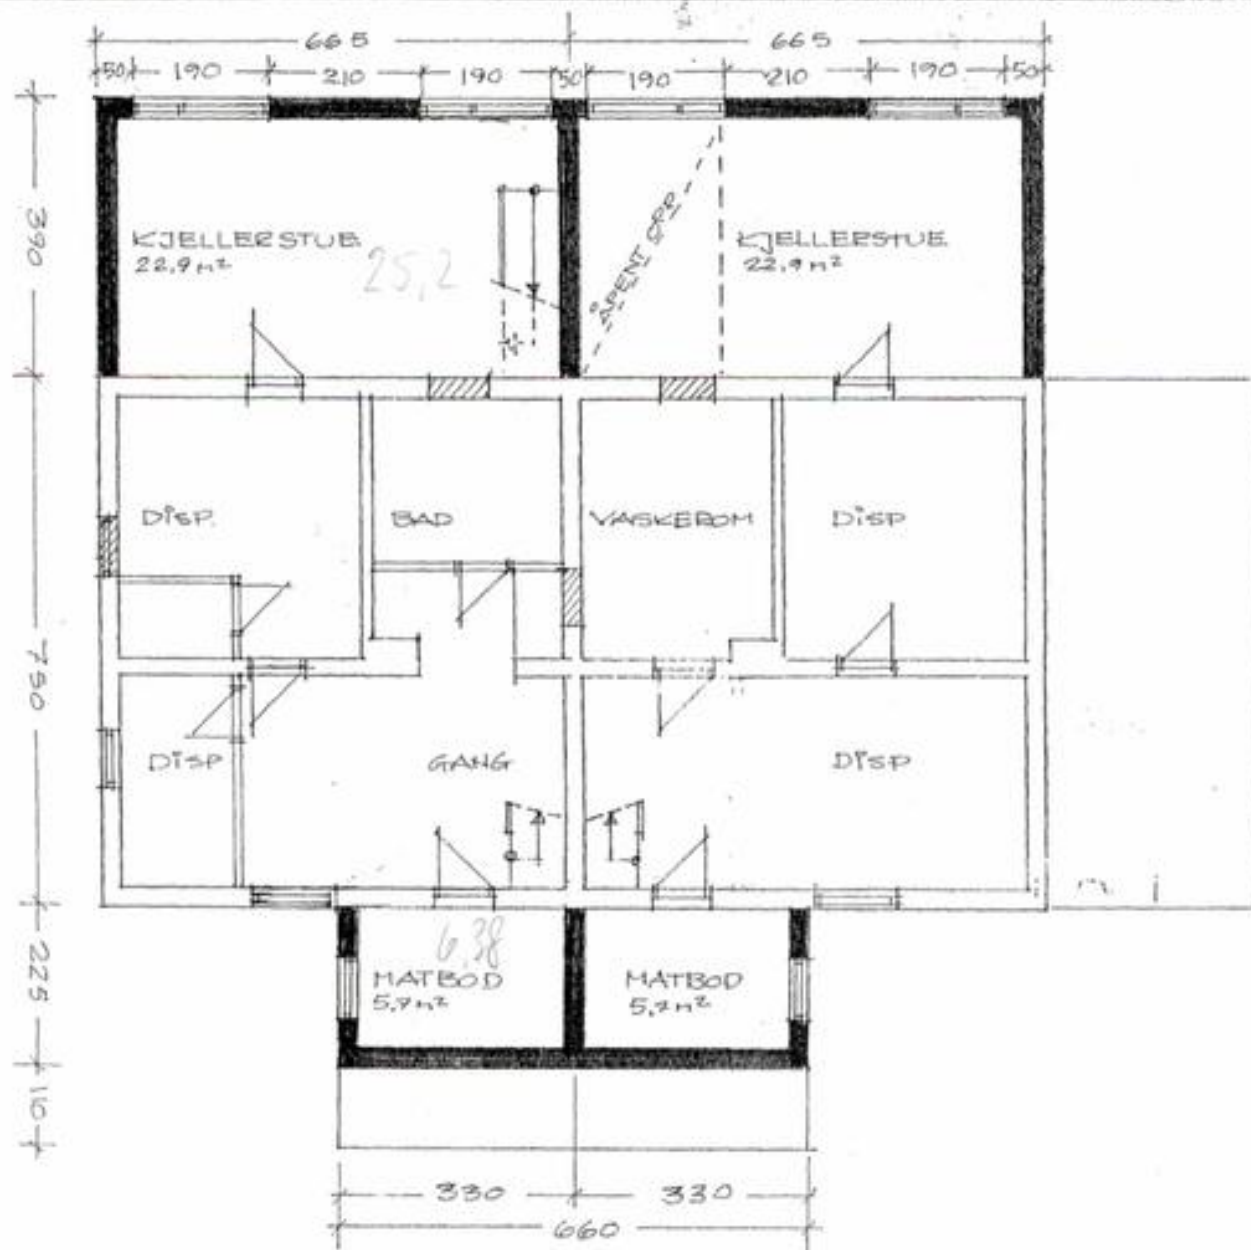 665 665
50 190 210 190 50 190 210 190 50
390
KJELLERSTUE
22,9 m²
25,2
ÅPENT OPP
KJELLERSTUE
22,9 m²
DISP.
BAD
VASKEROM
DISP
750
DISP
GANG
DISP
225
6,38
MATBOD
5,7 m²
MATBOD
5,7 m²
110
330 330
660